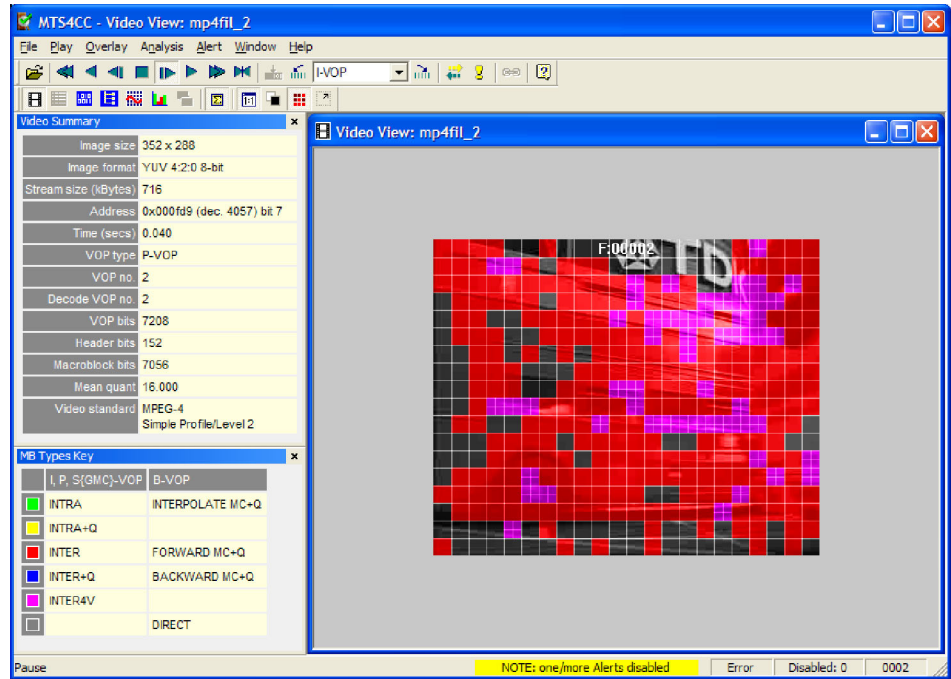 MTS4CC - Video View: mp4fil_2
File Play Overlay Analysis Alert Window Help
I-VOP
Video Summary
Image size 352 x 288
Image format YUV 4:2:0 8-bit
Stream size (kBytes) 716
Address 0x000fd9 (dec. 4057) bit 7
Time (secs) 0.040
VOP type P-VOP
VOP no. 2
Decode VOP no. 2
VOP bits 7208
Header bits 152
Macroblock bits 7056
Mean quant 16.000
Video standard MPEG-4
Simple Profile/Level 2
MB Types Key
I, P, S{GMC}-VOP B-VOP
INTRA INTERPOLATE MC+Q
INTRA+Q
INTER FORWARD MC+Q
INTER+Q BACKWARD MC+Q
INTER4V
DIRECT
Video View: mp4fil_2
F:00002
Pause
NOTE: one/more Alerts disabled
Error
Disabled: 0
0002